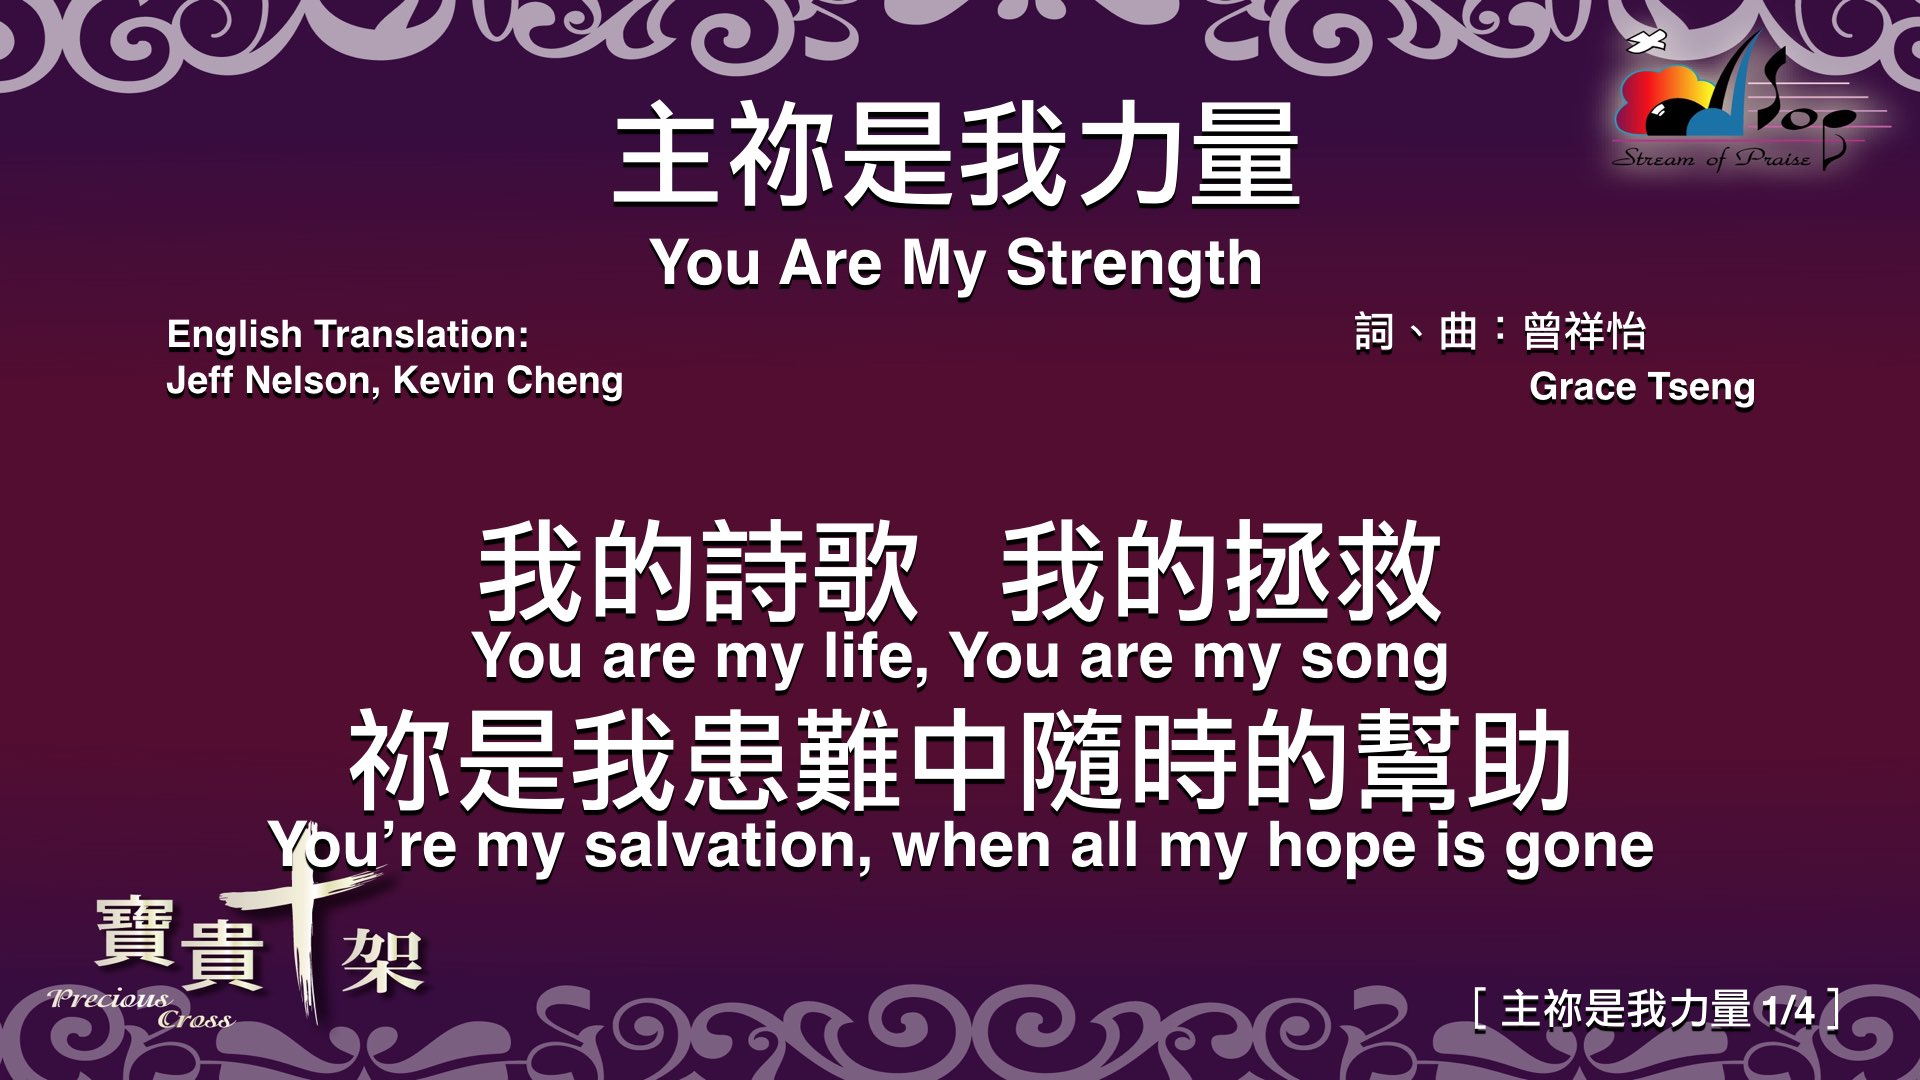 主祢是我力量
You Are My Strength
English Translation:
Jeff Nelson, Kevin Cheng
詞、曲：曾祥怡
Grace Tseng
Sop
Stream of Praise
我的詩歌 我的拯救
You are my life, You are my song
祢是我患難中隨時的幫助
You’re my salvation, when all my hope is gone
寶貴十架
Precious
Cross
［主祢是我力量 1/4］